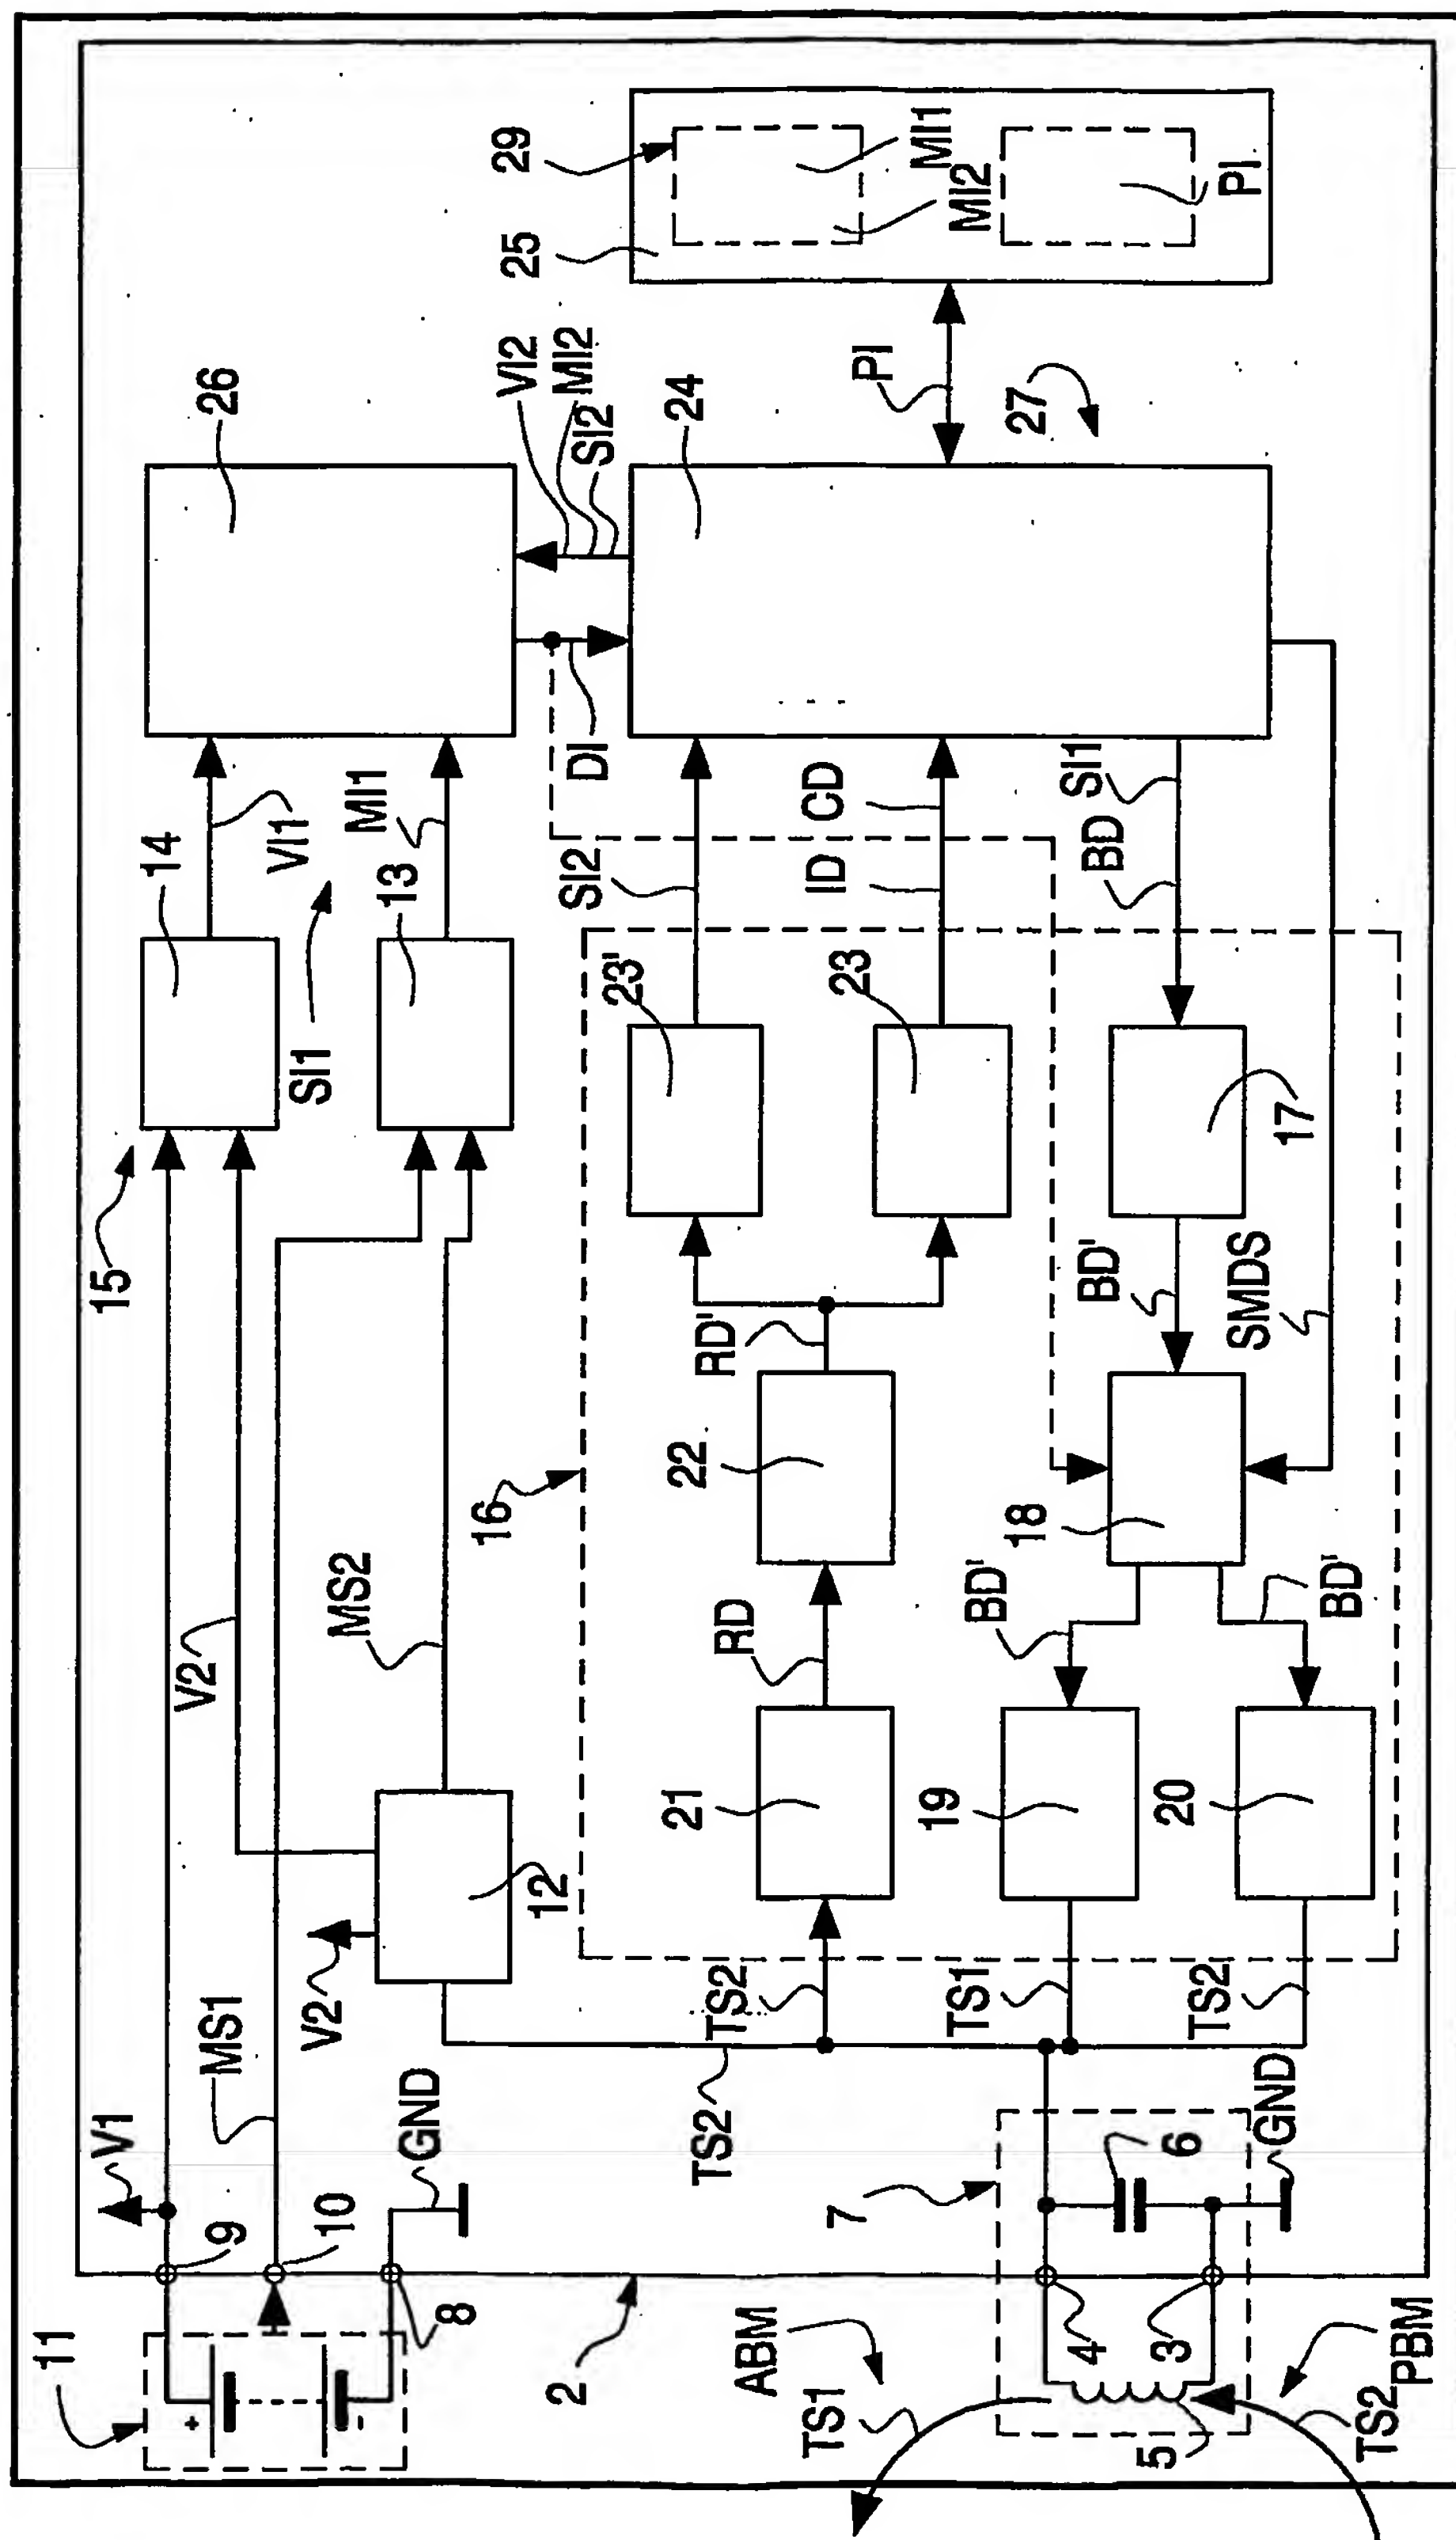 11
V1
9
MS1
10
GND
8
V2
V2
12
MS2
15
14
VI1
SI1
13
MI1
26
VI2
MI2
SI2
DI
29
25
MI1
MI2
PI
PI
24
27
16
TS2
TS2
21
RD
22
RD'
23'
SI2
23
ID
CD
TS1
19
BD'
18
BD'
17
BD
SI1
TS2
20
BD'
SMDS
2
7
6
GND
4
3
5
ABM
TS1
TS2
PBM